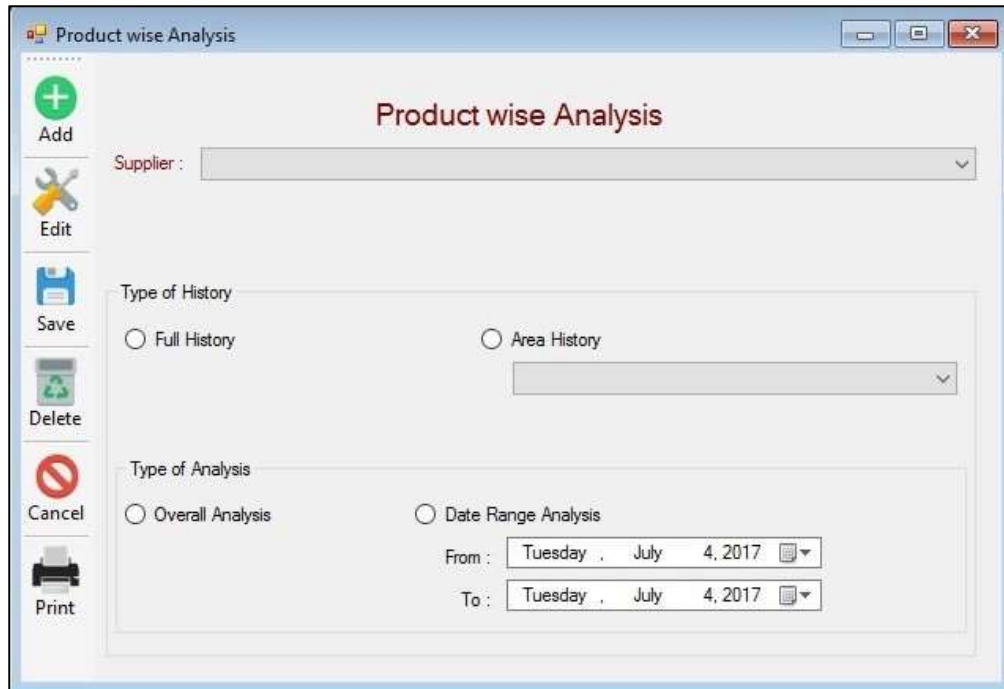 Product wise Analysis
Add
Edit
Save
Delete
Cancel
Print
Product wise Analysis
Supplier :
Type of History
Full History
Area History
Type of Analysis
Overall Analysis
Date Range Analysis
From : Tuesday , July 4, 2017
To : Tuesday , July 4, 2017